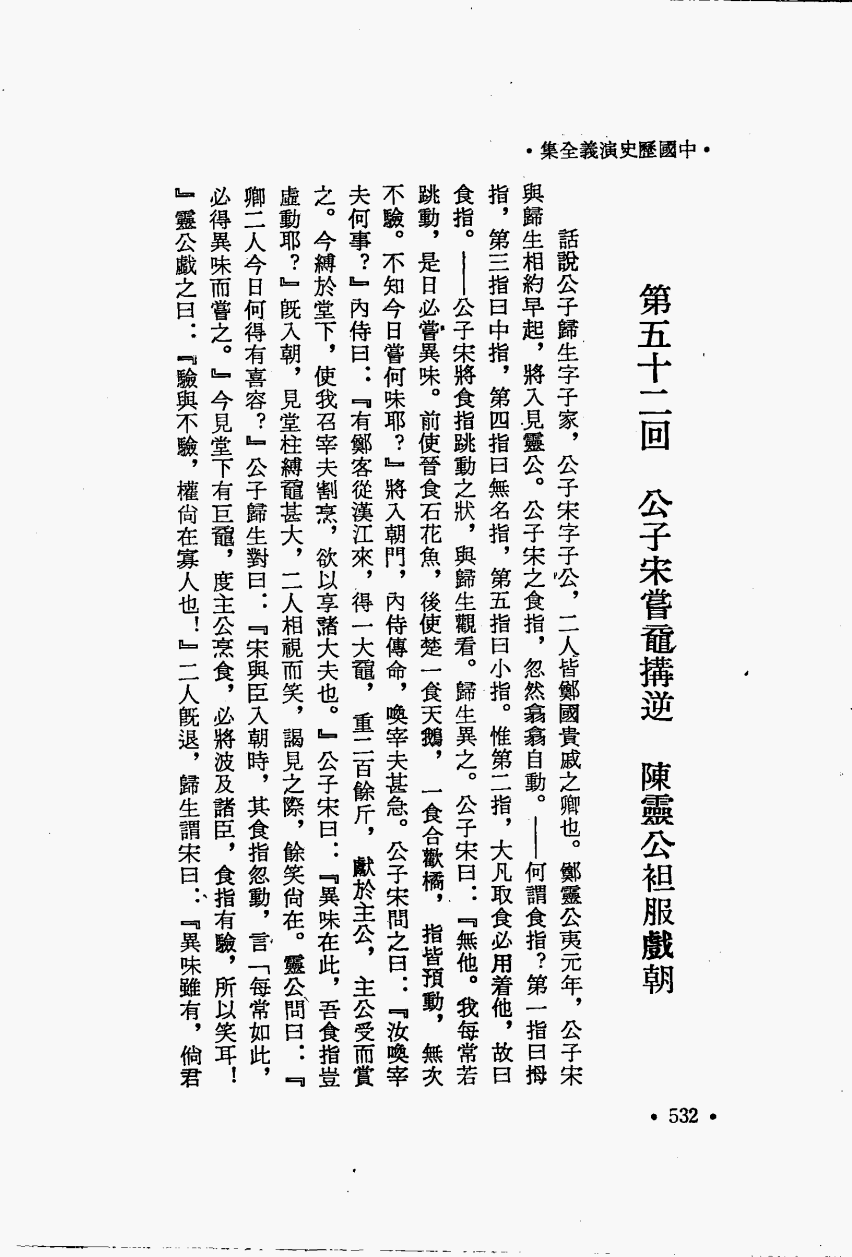 •中國歷史演義全集•
第五十二回　公子宋嘗黿搆逆　陳靈公袒服戲朝
話說公子歸生字子家，公子宋字子公，二人皆鄭國貴戚之卿也。鄭靈公夷元年，公子宋
與歸生相約早起，將入見靈公。公子宋之食指，忽然翕翕自動。——何謂食指？第一指曰拇
指，第三指曰中指，第四指曰無名指，第五指曰小指。惟第二指，大凡取食必用着他，故曰
食指。——公子宋將食指跳動之狀，與歸生觀看。歸生異之。公子宋曰：『無他。我每常若
跳動，是日必嘗異味。前使晉食石花魚，後使楚一食天鵝，一食合歡橘，指皆預動，無次
不驗。不知今日嘗何味耶？』將入朝門，內侍傳命，喚宰夫甚急。公子宋問之曰：『汝喚宰
夫何事？』內侍曰：『有鄭客從漢江來，得一大黿，重二百餘斤，獻於主公，主公受而賞
之。今縛於堂下，使我召宰夫割烹，欲以享諸大夫也。』公子宋曰：『異味在此，吾食指豈
虛動耶？』既入朝，見堂柱縛黿甚大，二人相視而笑，謁見之際，餘笑尙在。靈公問曰：『
卿二人今日何得有喜容？』公子歸生對曰：『宋與臣入朝時，其食指忽動，言「每常如此，
必得異味而嘗之。』今見堂下有巨黿，度主公烹食，必將波及諸臣，食指有驗，所以笑耳！
』靈公戲之曰：『驗與不驗，權尙在寡人也！』二人既退，歸生謂宋曰：『異味雖有，倘君
• 532 •